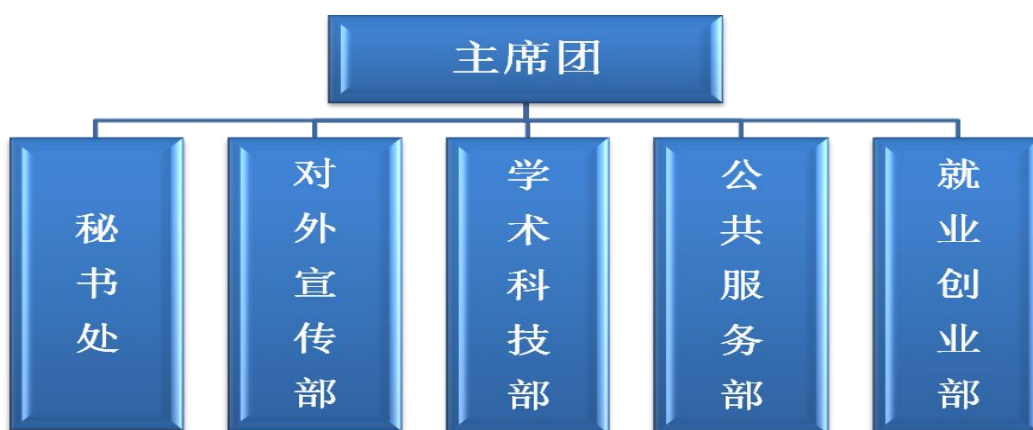 主席团
秘书处
对外宣传部
学术科技部
公共服务部
就业创业部